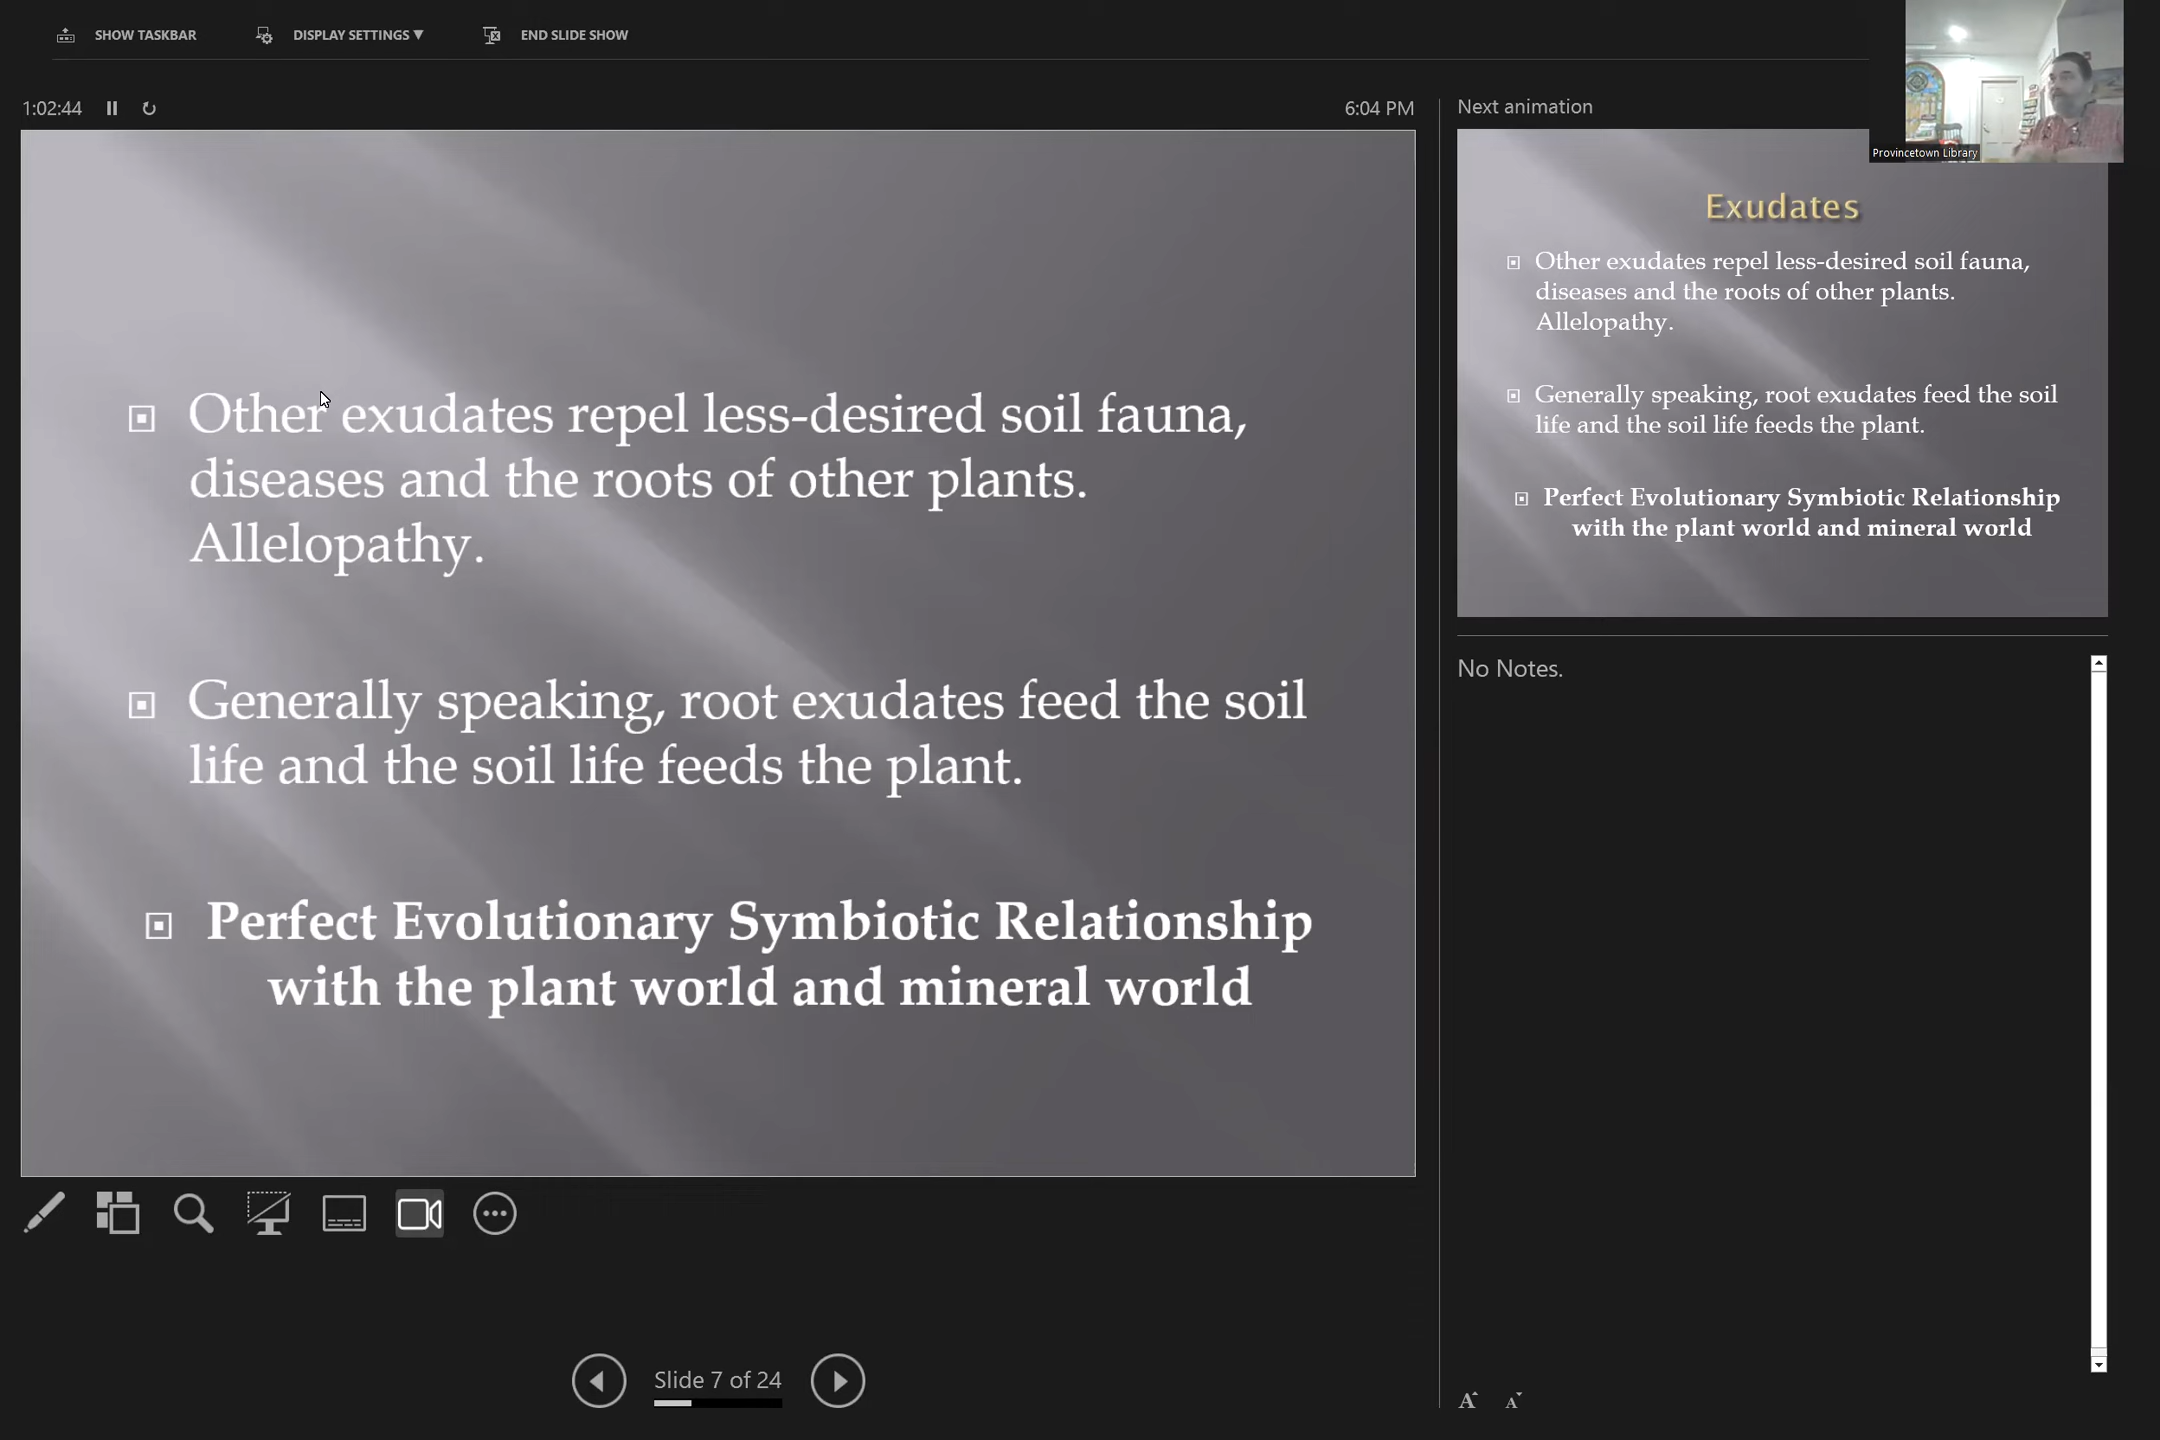 SHOW TASKBAR
DISPLAY SETTINGS ▼
END SLIDE SHOW
1:02:44
6:04 PM
Other exudates repel less-desired soil fauna,
diseases and the roots of other plants.
Allelopathy.
Generally speaking, root exudates feed the soil
life and the soil life feeds the plant.
Perfect Evolutionary Symbiotic Relationship
with the plant world and mineral world
Slide 7 of 24
Next animation
Provincetown Library
Exudates
Other exudates repel less-desired soil fauna,
diseases and the roots of other plants.
Allelopathy.
Generally speaking, root exudates feed the soil
life and the soil life feeds the plant.
Perfect Evolutionary Symbiotic Relationship
with the plant world and mineral world
No Notes.
A A